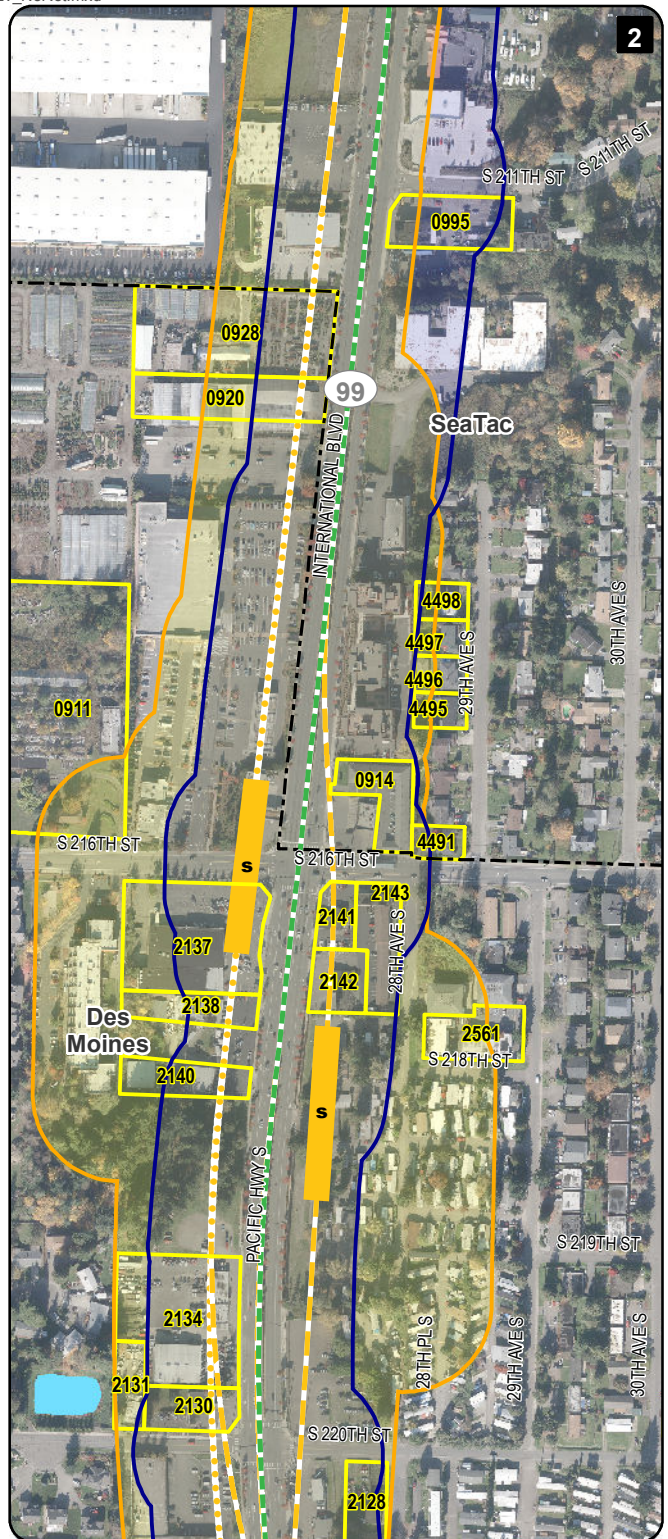 2
S 211TH ST
S 211TH ST
0995
0928
0920
99
SeaTac
INTERNATIONAL BLVD
4498
4497
4496
4495
29TH AVE S
30TH AVE S
0911
0914
4491
S 216TH ST
S
S 216TH ST
2137
2141
2143
28TH AVE S
2142
2138
Des
Moines
2561
S 218TH ST
2140
S
PACIFIC HWY S
S 219TH ST
2134
2131
2130
28TH PL S
29TH AVE S
30TH AVE S
S 220TH ST
2128